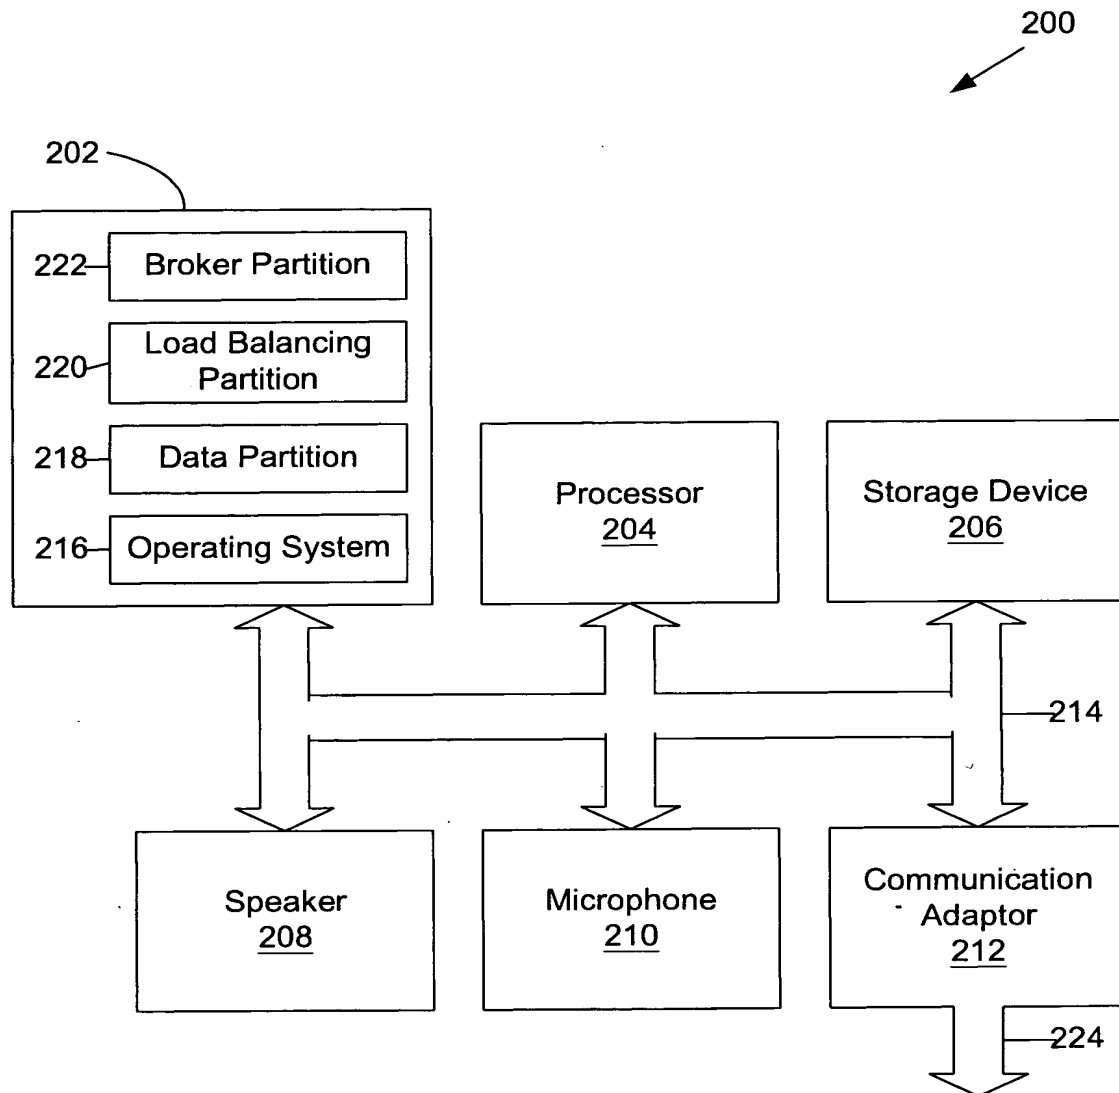 200
202
222
Broker Partition
220
Load Balancing
Partition
218
Data Partition
216
Operating System
Processor
204
Storage Device
206
214
Speaker
208
Microphone
210
Communication
Adaptor
212
224